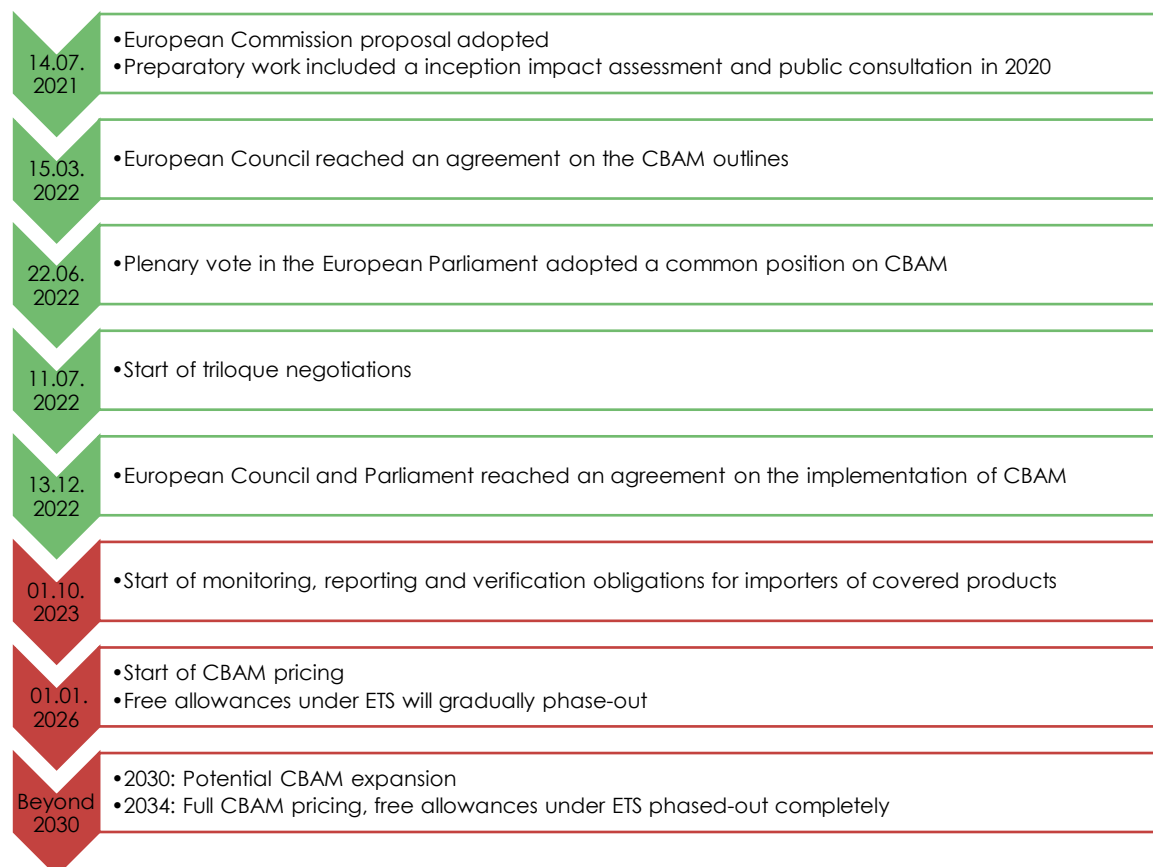 14.07.
2021
•European Commission proposal adopted
•Preparatory work included a inception impact assessment and public consultation in 2020
15.03.
2022
•European Council reached an agreement on the CBAM outlines
22.06.
2022
•Plenary vote in the European Parliament adopted a common position on CBAM
11.07.
2022
•Start of triloque negotiations
13.12.
2022
•European Council and Parliament reached an agreement on the implementation of CBAM
01.10.
2023
•Start of monitoring, reporting and verification obligations for importers of covered products
01.01.
2026
•Start of CBAM pricing
•Free allowances under ETS will gradually phase-out
Beyond
2030
•2030: Potential CBAM expansion
•2034: Full CBAM pricing, free allowances under ETS phased-out completely